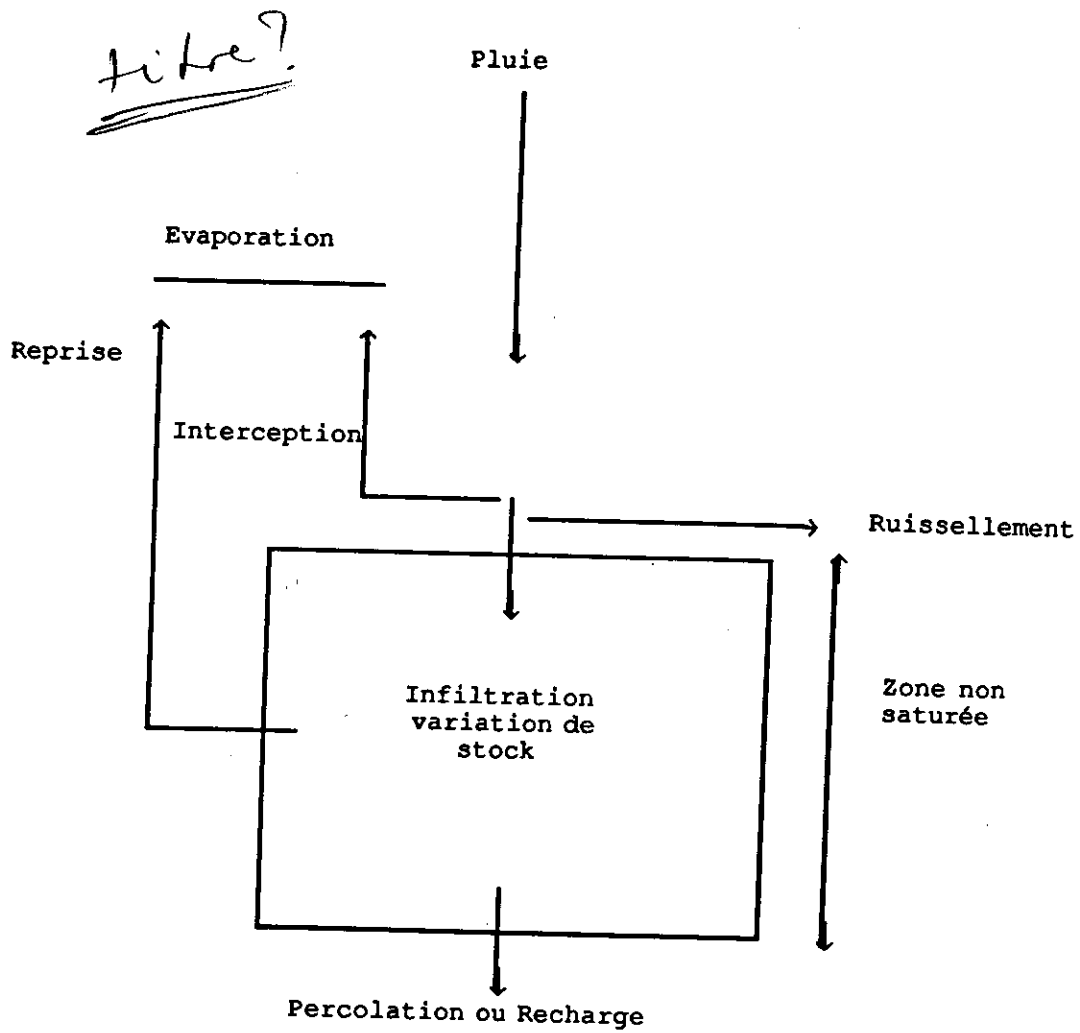 titre?
Pluie
Evaporation
Reprise
Interception
Ruissellement
Infiltration
variation de
stock
Zone non
saturée
Percolation ou Recharge